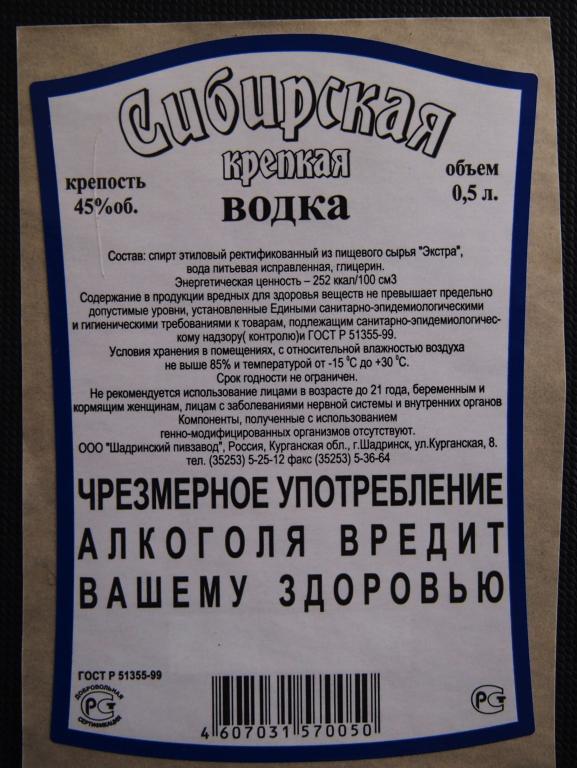 Сибирская
крепкая
водка
крепость
45%об.
объем
0,5 л.
Состав: спирт этиловый ректификованный из пищевого сырья "Экстра",
вода питьевая исправленная, глицерин.
Энергетическая ценность – 252 ккал/100 см3
Содержание в продукции вредных для здоровья веществ не превышает предельно
допустимые уровни, установленные Едиными санитарно-эпидемиологическими
и гигиеническими требованиями к товарам, подлежащим санитарно-эпидемиологичес-
кому надзору( контролю)и ГОСТ Р 51355-99.
Условия хранения в помещениях, с относительной влажностью воздуха
не выше 85% и температурой от -15 °С до +30 °С.
Срок годности не ограничен.
Не рекомендуется использование лицами в возрасте до 21 года, беременным и
кормящим женщинам, лицам с заболеваниями нервной системы и внутренних органов
Компоненты, полученные с использованием
генно-модифицированных организмов отсутствуют.
ООО "Шадринский пивзавод", Россия, Курганская обл., г.Шадринск, ул.Курганская, 8.
тел. (35253) 5-25-12 факс (35253) 5-36-64
ЧРЕЗМЕРНОЕ УПОТРЕБЛЕНИЕ
АЛКОГОЛЯ ВРЕДИТ
ВАШЕМУ ЗДОРОВЬЮ
ГОСТ Р 51355-99
ДОБРОВОЛЬНАЯ
РСТ
СЕРТИФИКАЦИЯ
4 607031 570050
РСТ